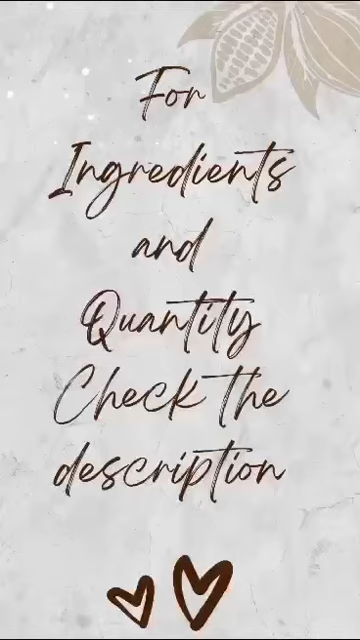 For
Ingredients
and
Quantity
Check the
description